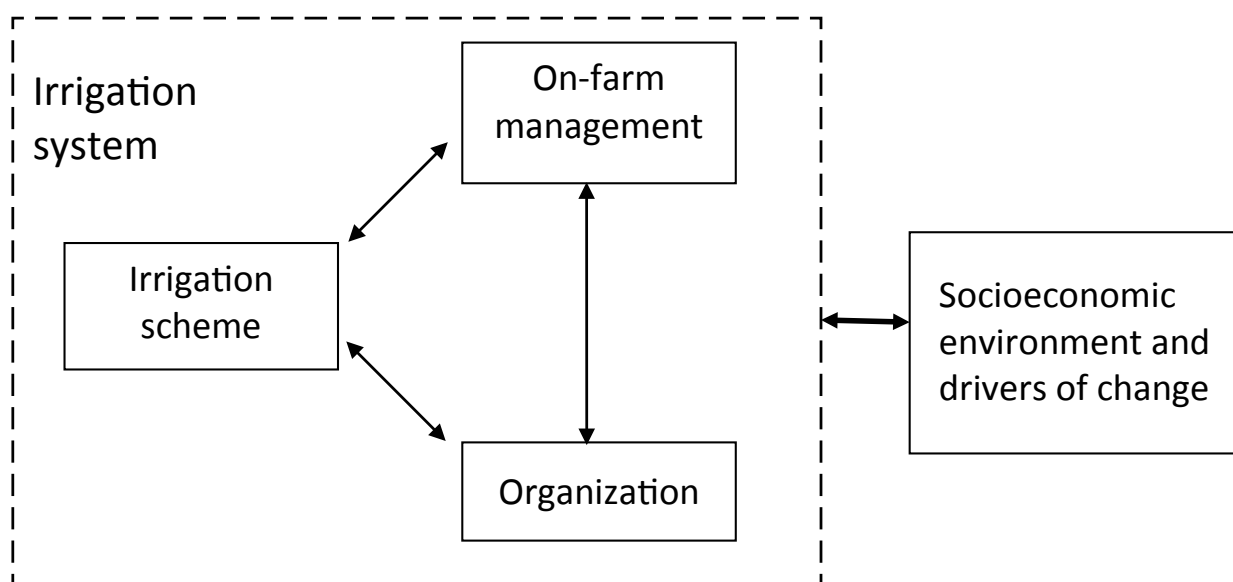 Irrigation
system
On-farm
management
Irrigation
scheme
Organization
Socioeconomic
environment and
drivers of change